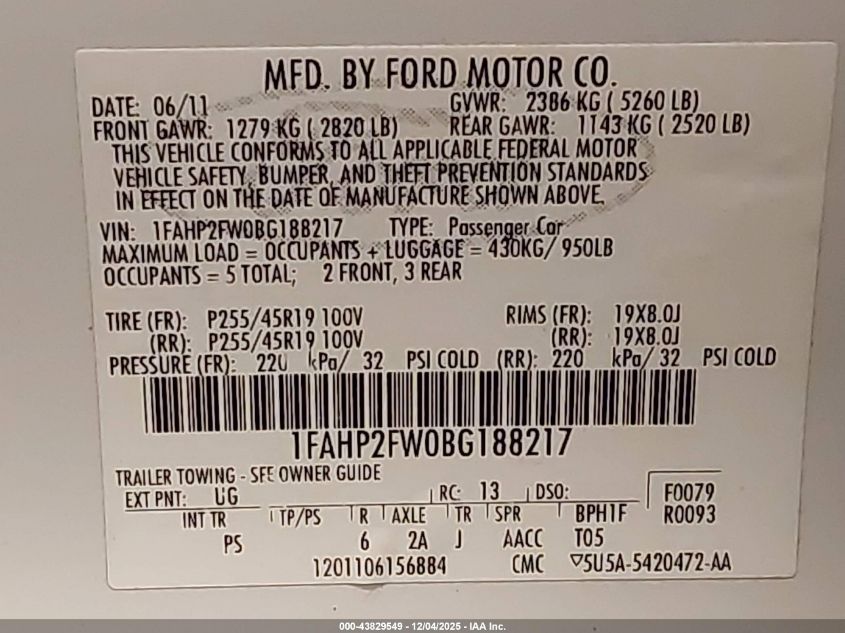 MFD. BY FORD MOTOR CO.
DATE: 06/11 GVWR: 2386 KG ( 5260 LB)
FRONT GAWR: 1279 KG ( 2820 LB) REAR GAWR: 1143 KG ( 2520 LB)
THIS VEHICLE CONFORMS TO ALL APPLICABLE FEDERAL MOTOR
VEHICLE SAFETY, BUMPER, AND THEFT PREVENTION STANDARDS
IN EFFECT ON THE DATE OF MANUFACTURE SHOWN ABOVE.
VIN: 1FAHP2FW0BG188217 TYPE: Passenger Car
MAXIMUM LOAD = OCCUPANTS + LUGGAGE = 430KG/ 950LB
OCCUPANTS = 5 TOTAL; 2 FRONT, 3 REAR
TIRE (FR): P255/45R19 100V RIMS (FR): 19X8.0J
(RR): P255/45R19 100V (RR): 19X8.0J
PRESSURE (FR): 220 kPa/ 32 PSI COLD (RR): 220 kPa/ 32 PSI COLD
1FAHP2FW0BG188217
TRAILER TOWING - SEE OWNER GUIDE
EXT PNT: UG RC: 13 DSO: F0079
INT TR TP/PS R AXLE TR SPR BPH1F R0093
PS 6 2A J AACC T05
1201106156884 CMC ▽5U5A-5420472-AA
000-43829549 - 12/04/2025 - IAA Inc.